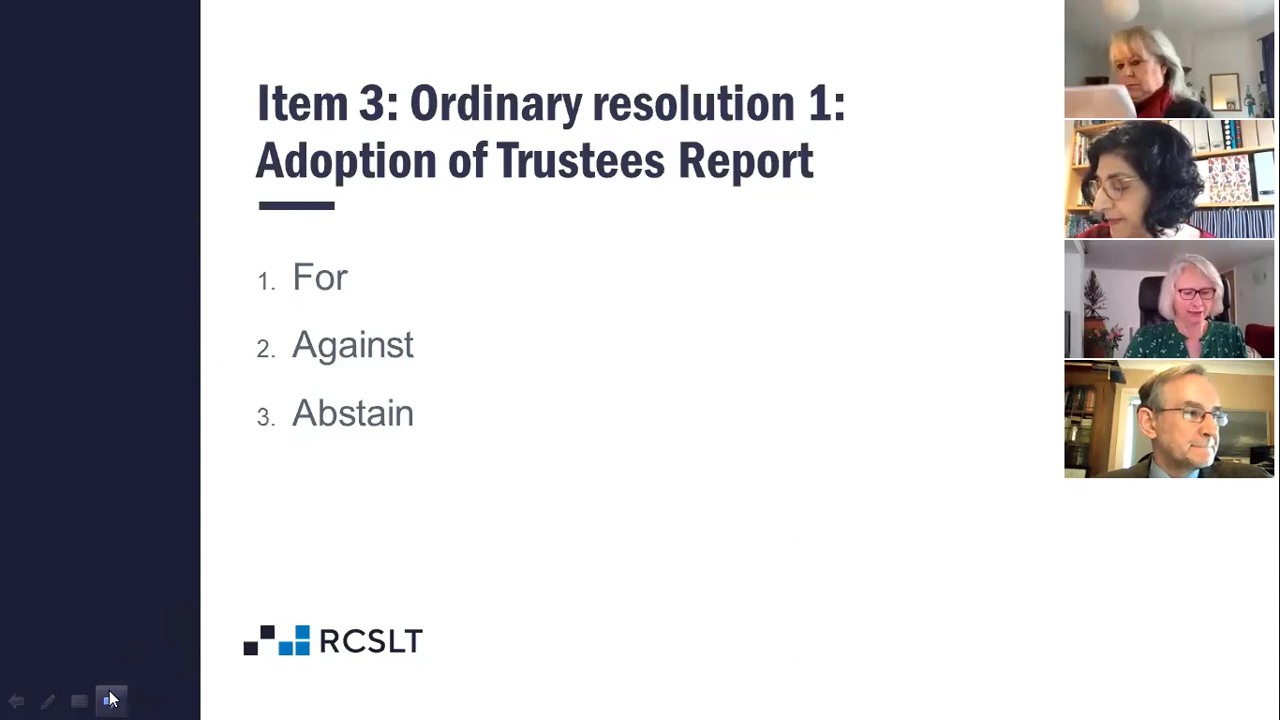 Item 3: Ordinary resolution 1:
Adoption of Trustees Report
1. For
2. Against
3. Abstain
RCSLT